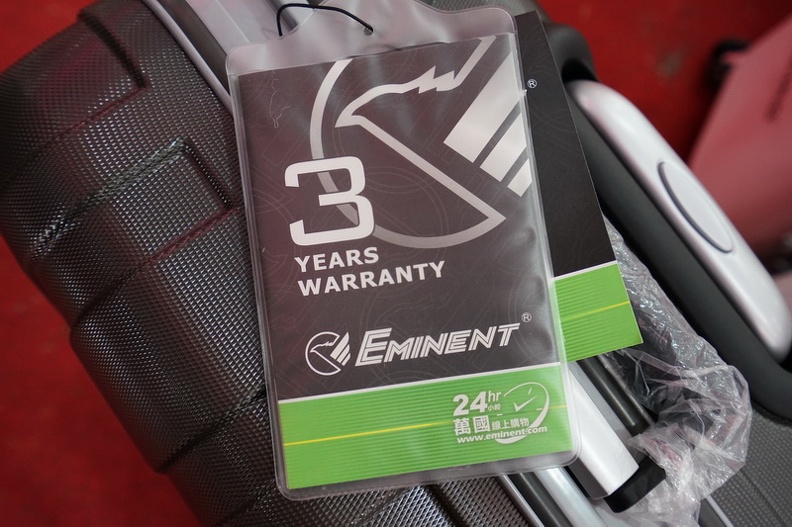 ®
3
YEARS
WARRANTY
EMINENT®
24hr
小時
萬國線上購物
www.eminent.com